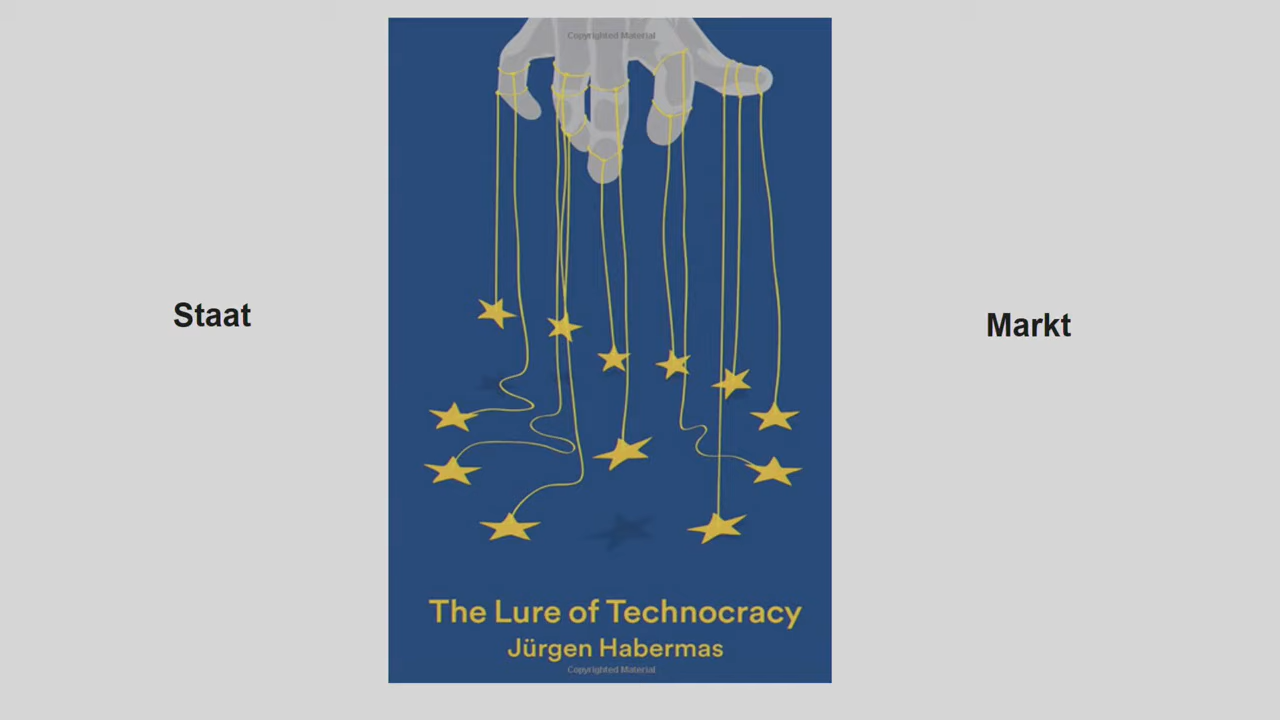 Copyrighted Material
Staat
Markt
The Lure of Technocracy
Jürgen Habermas
Copyrighted Material